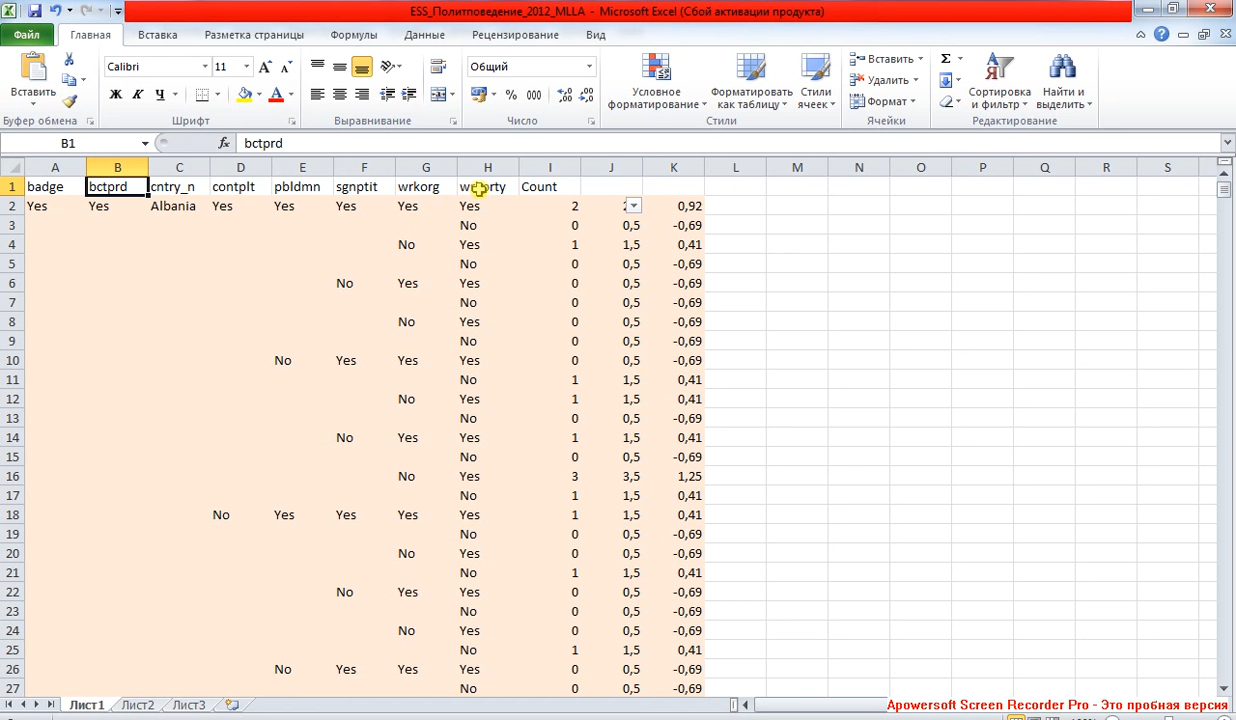 ESS_Политповедение_2012_MLLA - Microsoft Excel (Сбой активации продукта)
Файл Главная Вставка Разметка страницы Формулы Данные Рецензирование Вид
Вставить
Calibri 11
Ж К Ч
Общий
% 000
Условное форматирование
Форматировать как таблицу
Стили ячеек
Вставить
Удалить
Формат
Σ
Сортировка и фильтр
Найти и выделить
Буфер обмена Шрифт Выравнивание Число Стили Ячейки Редактирование
B1 fx bctprd
A B C D E F G H I J K L M N O P Q R S
1 badge bctprd cntry_n contplt pbldmn sgnptit wrkorg Count
2 Yes Yes Albania Yes Yes Yes Yes Yes 2 0,92
3 No 0 0,5 -0,69
4 No Yes 1 1,5 0,41
5 No 0 0,5 -0,69
6 No Yes Yes 0 0,5 -0,69
7 No 0 0,5 -0,69
8 No Yes 0 0,5 -0,69
9 No 0 0,5 -0,69
10 No Yes Yes Yes 0 0,5 -0,69
11 No 1 1,5 0,41
12 No Yes 1 1,5 0,41
13 No 0 0,5 -0,69
14 No Yes Yes 1 1,5 0,41
15 No 0 0,5 -0,69
16 No Yes 3 3,5 1,25
17 No 1 1,5 0,41
18 No Yes Yes Yes Yes 1 1,5 0,41
19 No 0 0,5 -0,69
20 No Yes 0 0,5 -0,69
21 No 1 1,5 0,41
22 No Yes Yes 0 0,5 -0,69
23 No 0 0,5 -0,69
24 No Yes 0 0,5 -0,69
25 No 1 1,5 0,41
26 No Yes Yes Yes 0 0,5 -0,69
27 No 0 0,5 -0,69
Лист1 Лист2 Лист3
Apowersoft Screen Recorder Pro - Это пробная версия